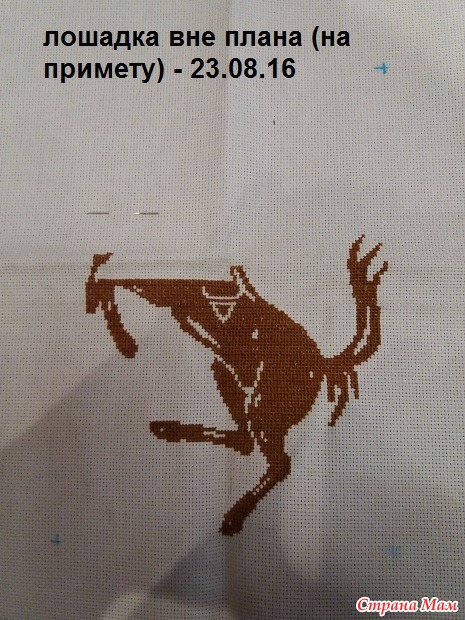 лошадка вне плана (на
примету) - 23.08.16
Страна Мам